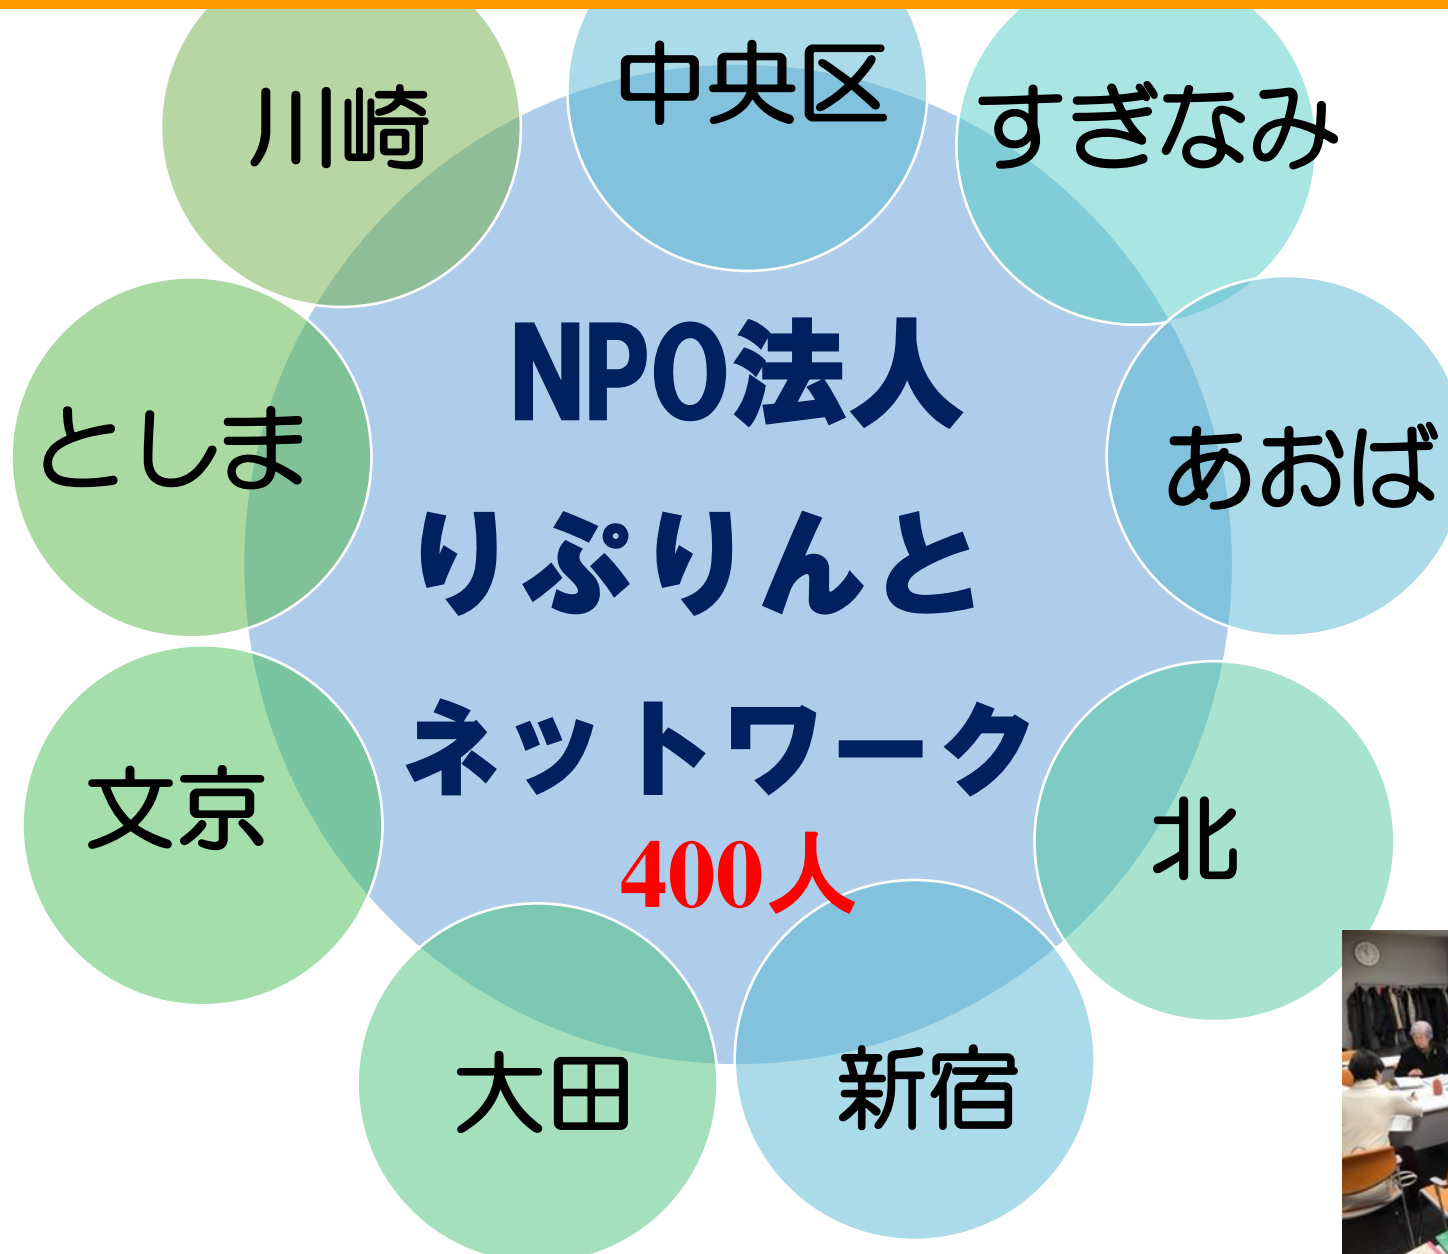 中央区
川崎
すぎなみ
NPO法人
としま
あおば
りぷりんと
ネットワーク
文京
北
400人
大田
新宿